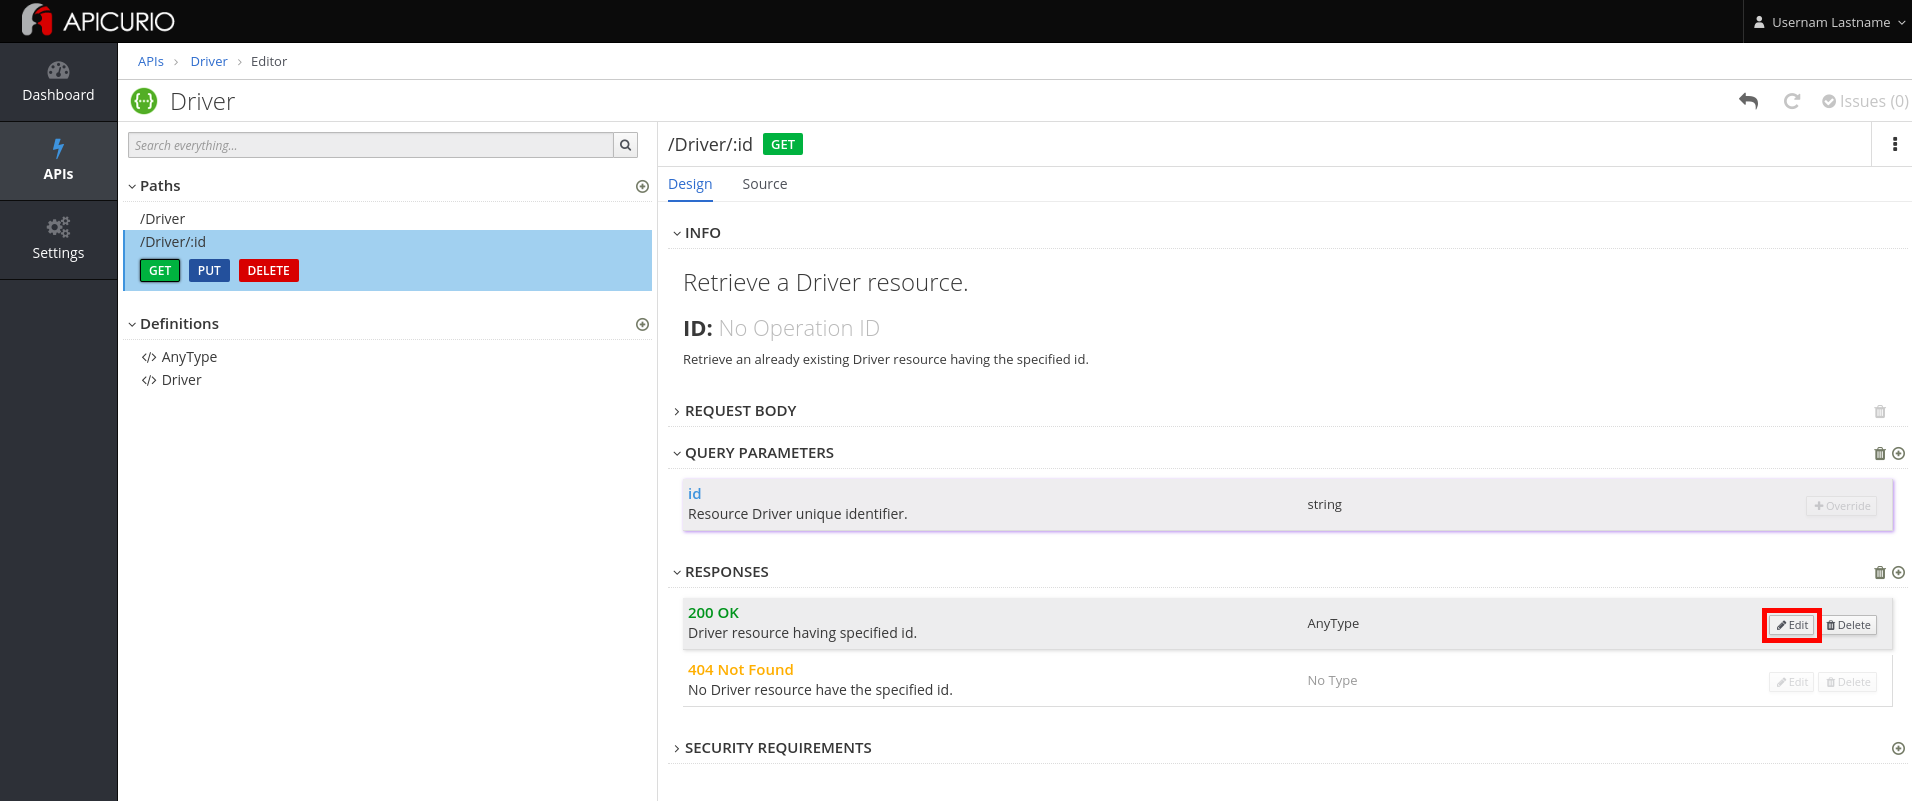 APICURIO
Usernam Lastname
Dashboard
APIs
Settings
APIs > Driver > Editor
Driver
Issues (0)
Search everything...
Paths
/Driver
/Driver/:id
GET PUT DELETE
Definitions
</> AnyType
</> Driver
/Driver/:id GET
Design Source
INFO
Retrieve a Driver resource.
ID: No Operation ID
Retrieve an already existing Driver resource having the specified id.
REQUEST BODY
QUERY PARAMETERS
id
Resource Driver unique identifier.
string
Override
RESPONSES
200 OK
Driver resource having specified id.
AnyType
Edit Delete
404 Not Found
No Driver resource have the specified id.
No Type
Edit Delete
SECURITY REQUIREMENTS